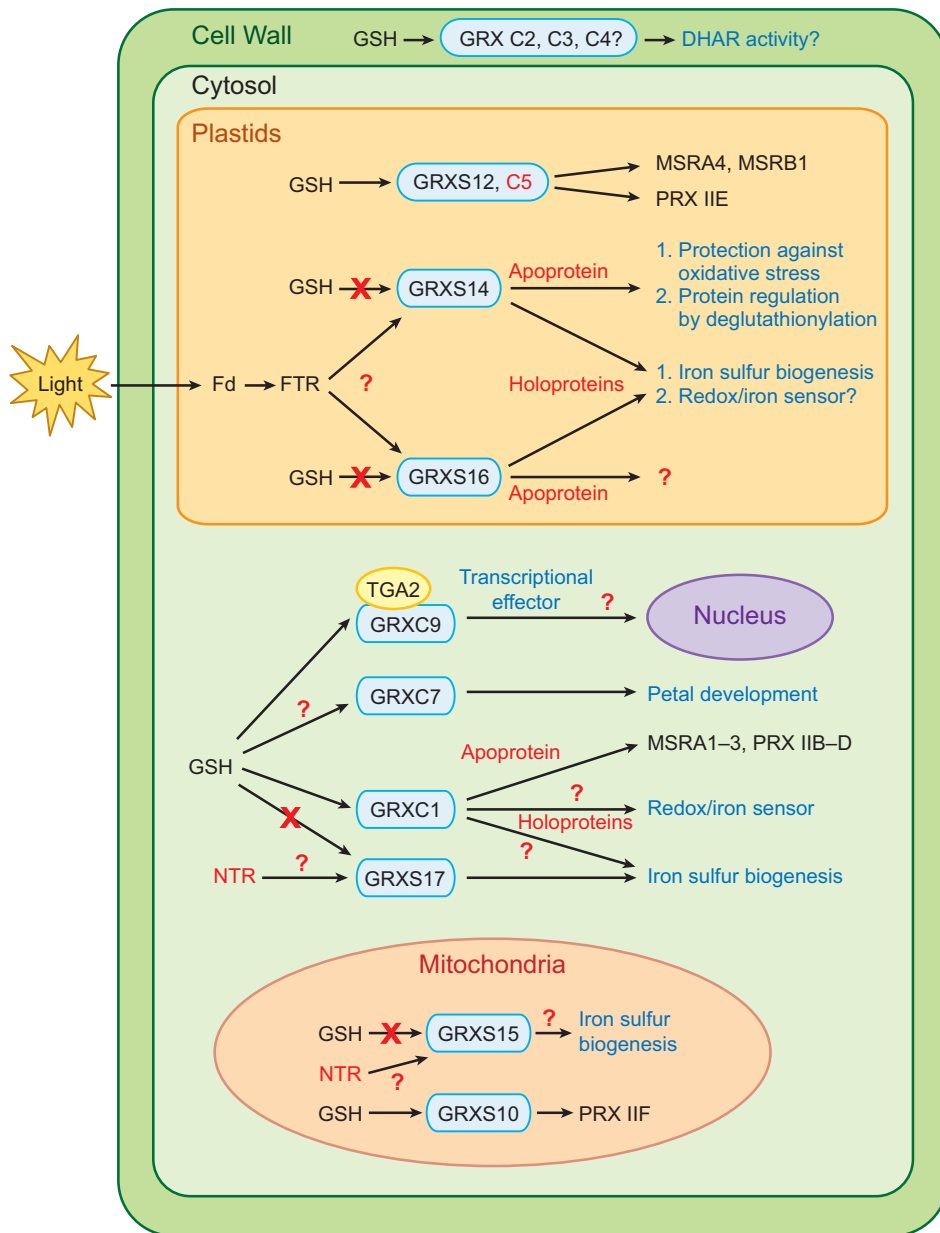 Cell Wall
GSH
GRX C2, C3, C4?
DHAR activity?
Cytosol
Plastids
GSH
GRXS12, C5
MSRA4, MSRB1
PRX IIE
GSH
X
GRXS14
Apoprotein
1. Protection against
oxidative stress
2. Protein regulation
by deglutathionylation
Light
Fd
FTR
?
Holoproteins
1. Iron sulfur biogenesis
2. Redox/iron sensor?
GSH
X
GRXS16
Apoprotein
?
TGA2
GRXC9
Transcriptional
effector
?
Nucleus
?
GRXC7
Petal development
GSH
Apoprotein
MSRA1–3, PRX IIB–D
X
GRXC1
?
Redox/iron sensor
Holoproteins
?
NTR
?
GRXS17
Iron sulfur biogenesis
Mitochondria
GSH
X
GRXS15
?
Iron sulfur
biogenesis
NTR
?
GSH
GRXS10
PRX IIF